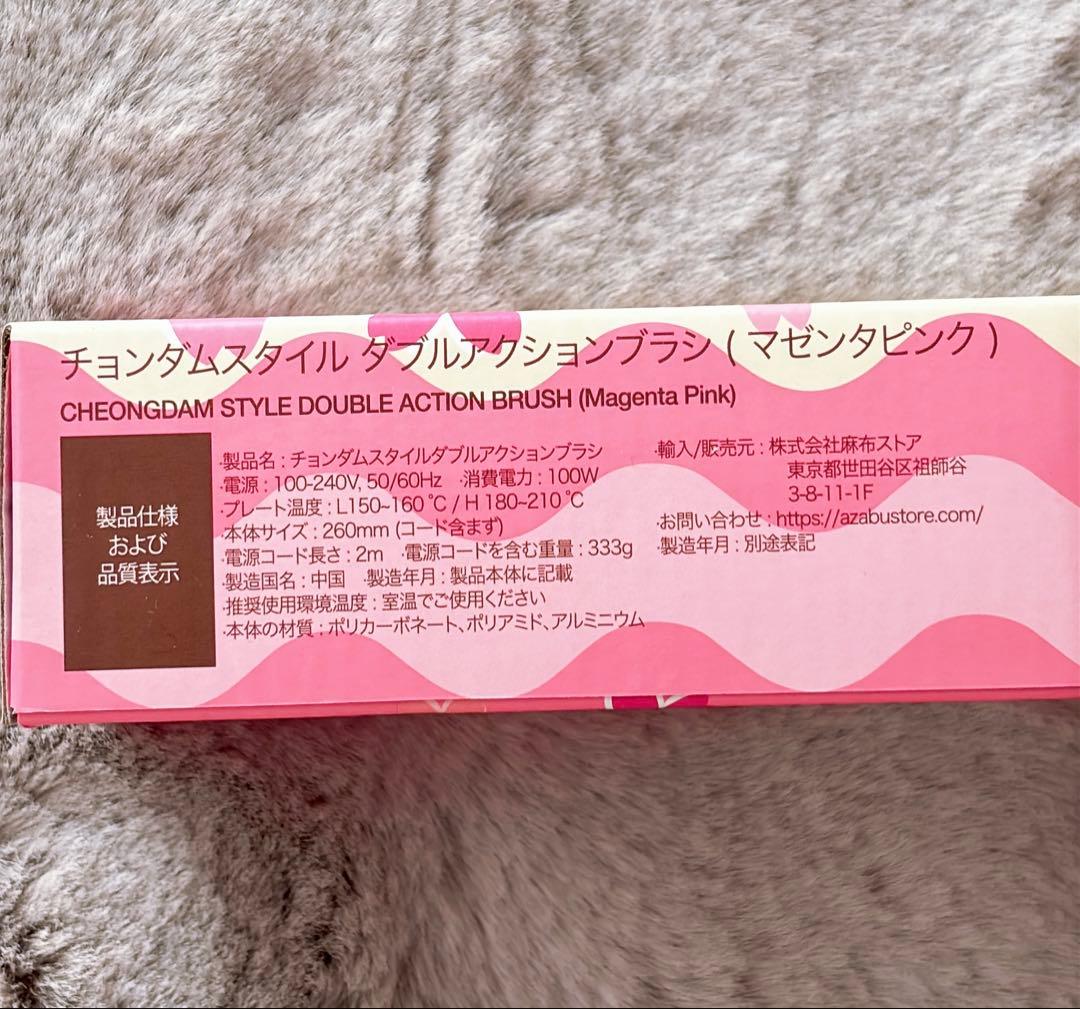 チョンダムスタイル ダブルアクションブラシ ( マゼンタピンク )
CHEONGDAM STYLE DOUBLE ACTION BRUSH (Magenta Pink)
製品仕様
および
品質表示
·製品名 : チョンダムスタイルダブルアクションブラシ
·電源 : 100-240V, 50/60Hz ·消費電力 : 100W
·プレート温度 : L150~160 ℃ / H 180~210 ℃
·本体サイズ : 260mm (コード含まず)
·電源コード長さ : 2m ·電源コードを含む重量 : 333g
·製造国名 : 中国 ·製造年月 : 製品本体に記載
·推奨使用環境温度 : 室温でご使用ください
·本体の材質 : ポリカーボネート、ポリアミド、アルミニウム
·輸入/販売元 : 株式会社麻布ストア
東京都世田谷区祖師谷
3-8-11-1F
·お問い合わせ : https://azabustore.com/
·製造年月 : 別途表記